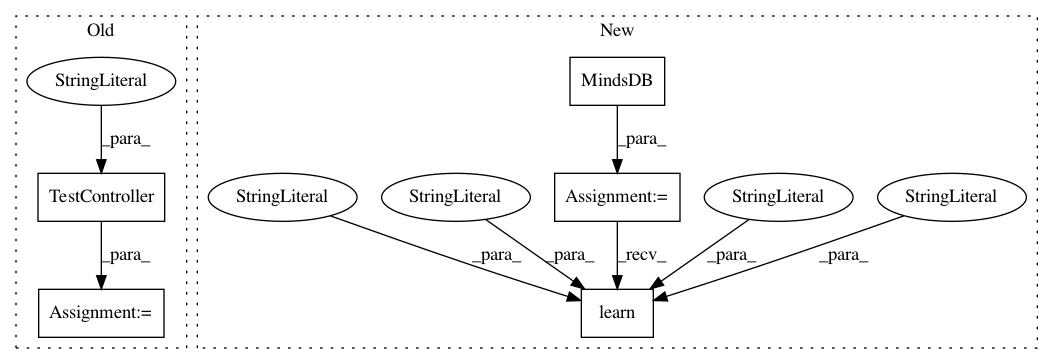 Old
New
StringLiteral
MindsDB
_para_
_para_
TestController
StringLiteral
StringLiteral
Assignment:=
StringLiteral
StringLiteral
_para_
_para_
_para_
_recv_
_para_
_para_
Assignment:=
learn